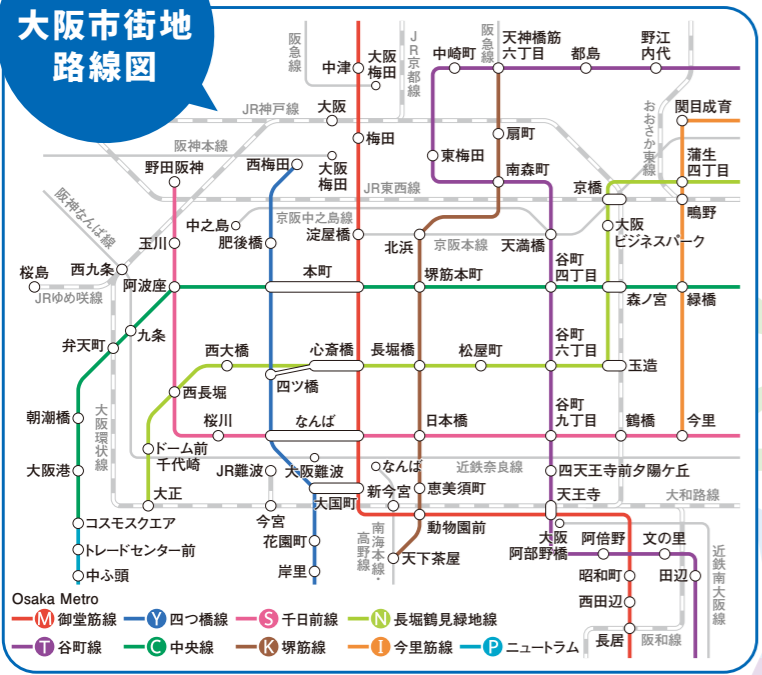 大阪市街地
路線図
阪急線
中津
大阪
梅田
JR京都線
阪急線
天神橋筋
六丁目
中崎町
都島
野江
内代
JR神戸線
大阪
おおさか東線
関目成育
阪神本線
梅田
扇町
野田阪神
西梅田
大阪
梅田
東梅田
南森町
蒲生
四丁目
JR東西線
京橋
阪神なんば線
中之島
京阪中之島線
鴫野
大阪
ビジネスパーク
玉川
肥後橋
淀屋橋
北浜
京阪本線
天満橋
桜島
西九条
阿波座
本町
堺筋本町
谷町
四丁目
森ノ宮
緑橋
JRゆめ咲線
九条
弁天町
西大橋
心斎橋
長堀橋
松屋町
谷町
六丁目
玉造
四ツ橋
西長堀
朝潮橋
大阪環状線
桜川
なんば
日本橋
谷町
九丁目
鶴橋
今里
ドーム前
千代崎
大阪港
JR難波
大阪難波
なんば
近鉄奈良線
四天王寺前夕陽ケ丘
大正
今宮
大国町
新今宮
恵美須町
天王寺
大和路線
コスモスクエア
動物園前
トレードセンター前
花園町
南海本線・
高野線
天下茶屋
大阪
阿部野橋
阿倍野
文の里
近鉄南大阪線
中ふ頭
岸里
昭和町
田辺
西田辺
長居
阪和線
Osaka Metro
M 御堂筋線
Y 四つ橋線
S 千日前線
N 長堀鶴見緑地線
T 谷町線
C 中央線
K 堺筋線
I 今里筋線
P ニュートラム